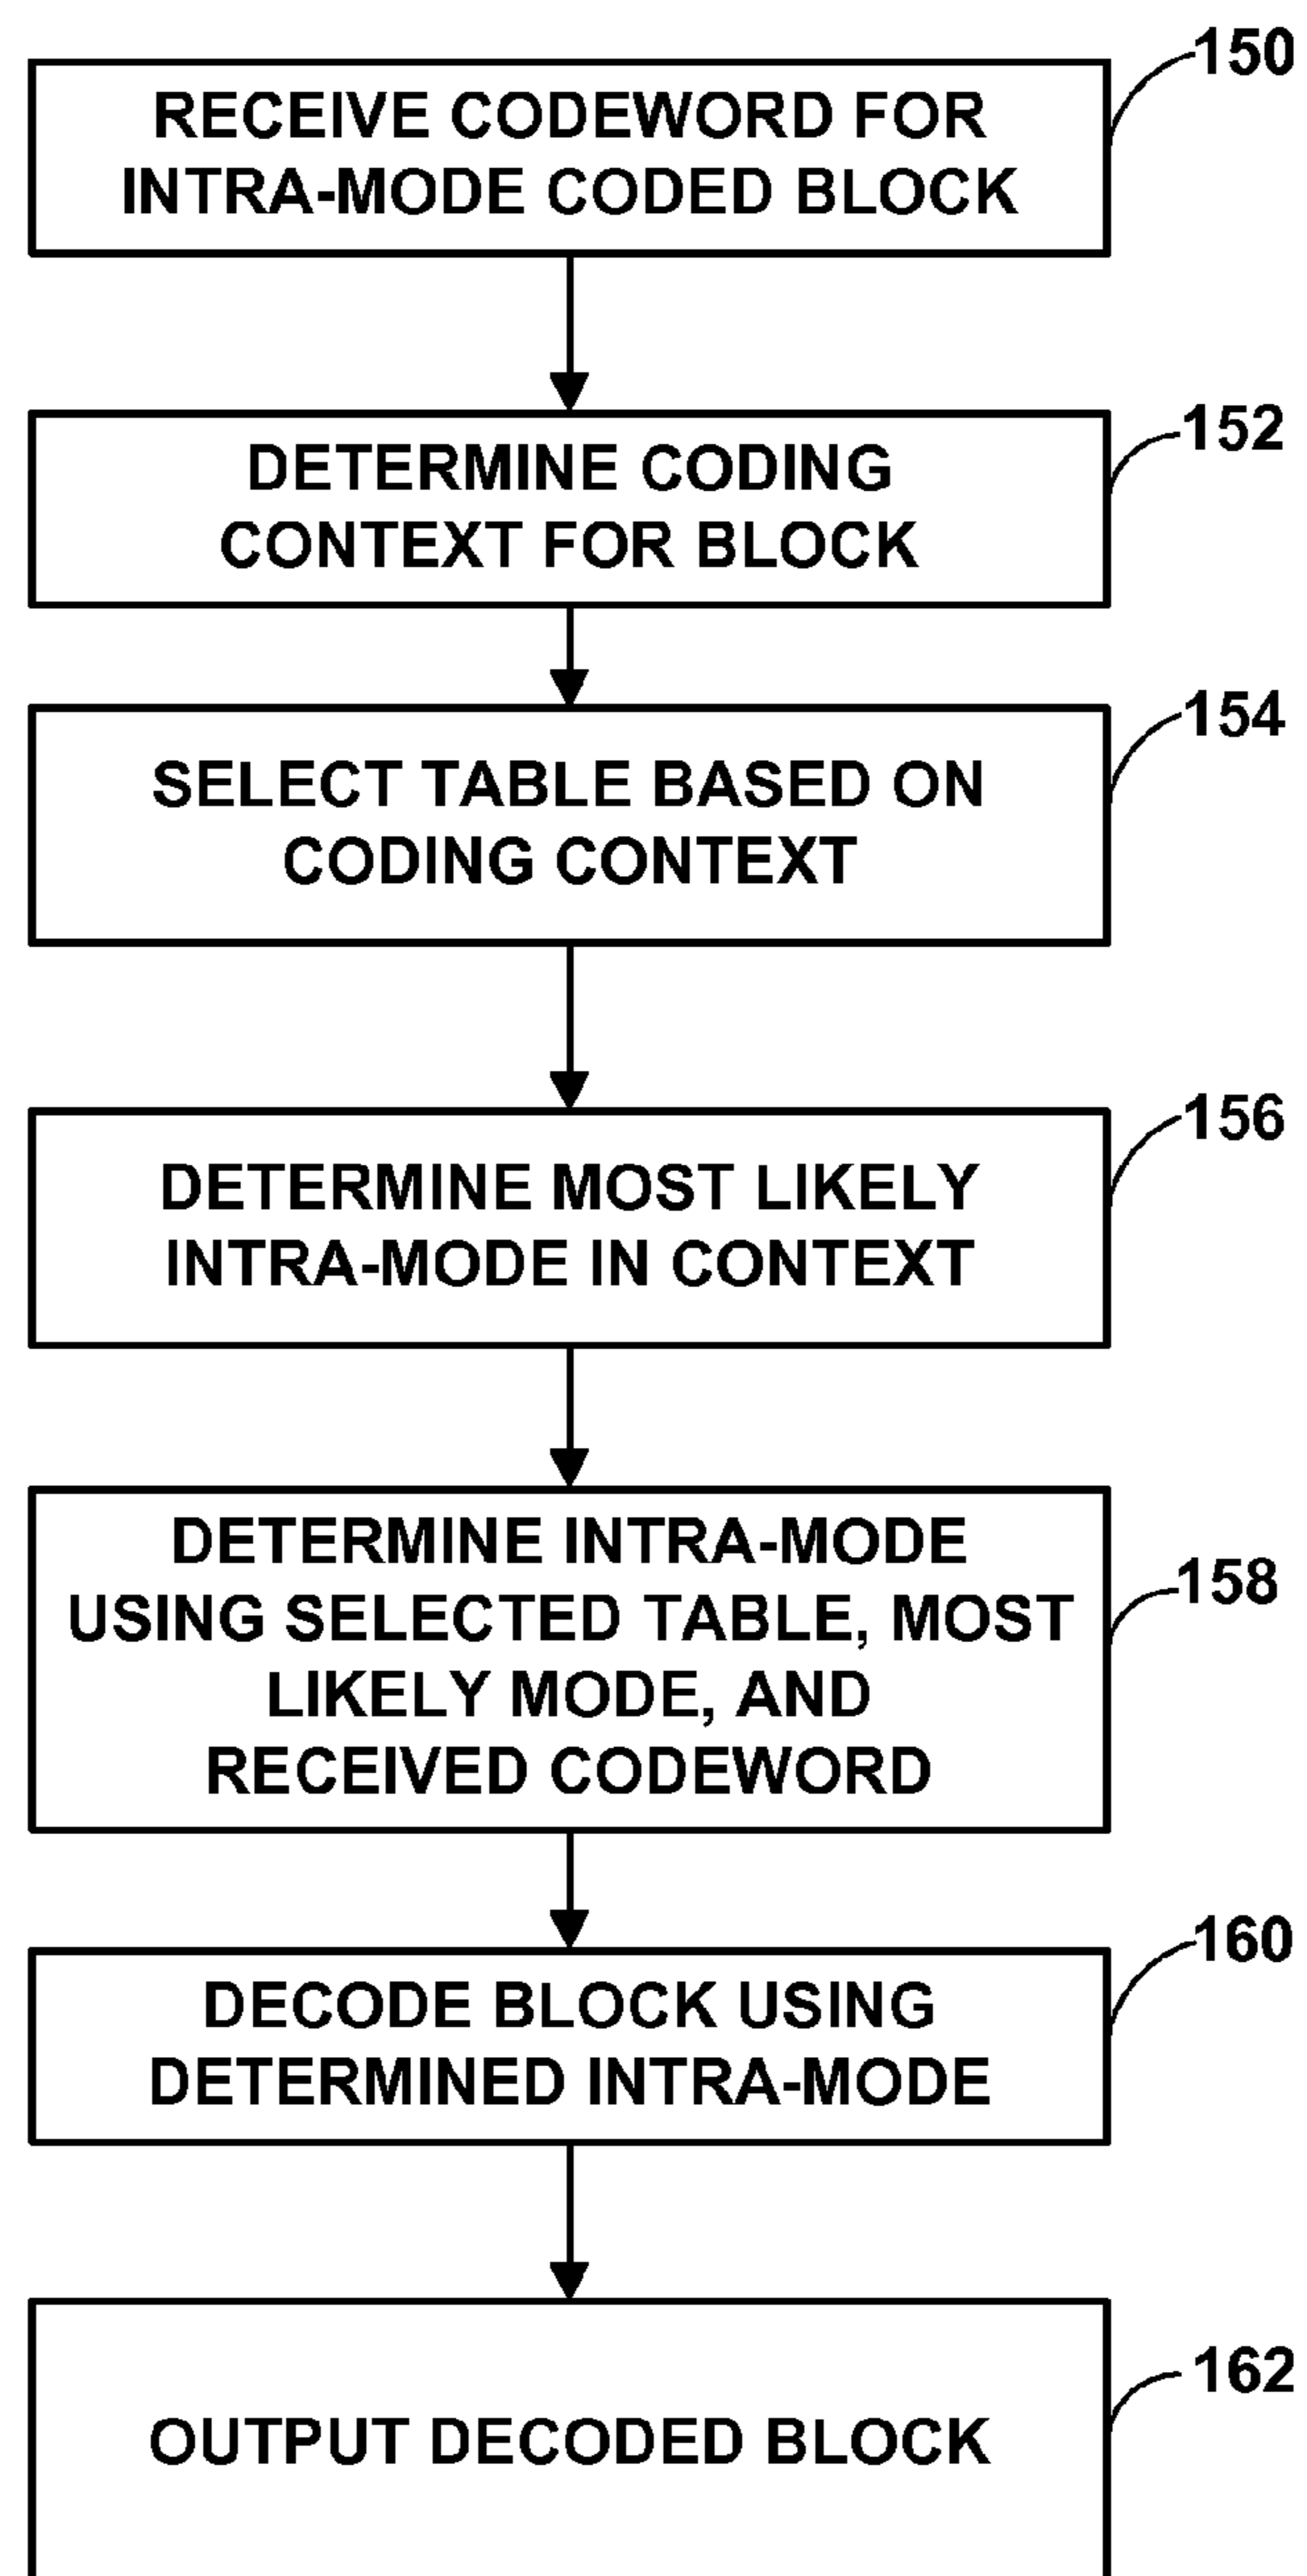 150
RECEIVE CODEWORD FOR
INTRA-MODE CODED BLOCK
152
DETERMINE CODING
CONTEXT FOR BLOCK
154
SELECT TABLE BASED ON
CODING CONTEXT
156
DETERMINE MOST LIKELY
INTRA-MODE IN CONTEXT
158
DETERMINE INTRA-MODE
USING SELECTED TABLE, MOST
LIKELY MODE, AND
RECEIVED CODEWORD
160
DECODE BLOCK USING
DETERMINED INTRA-MODE
162
OUTPUT DECODED BLOCK